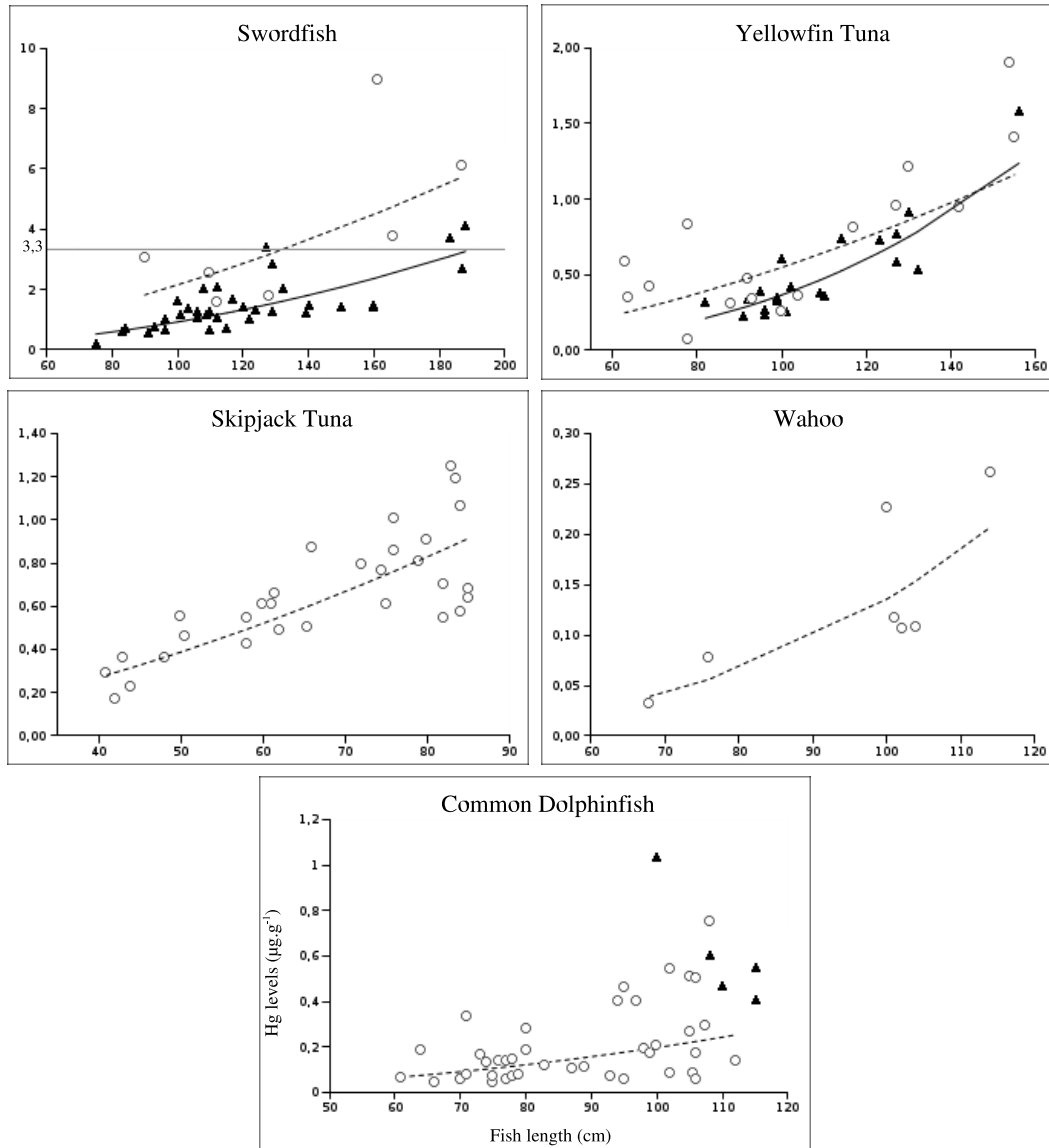 Swordfish
10
8
6
4
3,3
2
0
60 80 100 120 140 160 180 200
Yellowfin Tuna
2,00
1,50
1,00
0,50
0,00
60 80 100 120 140 160
Skipjack Tuna
1,40
1,20
1,00
0,80
0,60
0,40
0,20
0,00
40 50 60 70 80 90
Wahoo
0,30
0,25
0,20
0,15
0,10
0,05
0,00
60 70 80 90 100 110 120
Common Dolphinfish
Hg levels (µg.g⁻¹)
1,2
1
0,8
0,6
0,4
0,2
0
50 60 70 80 90 100 110 120
Fish length (cm)